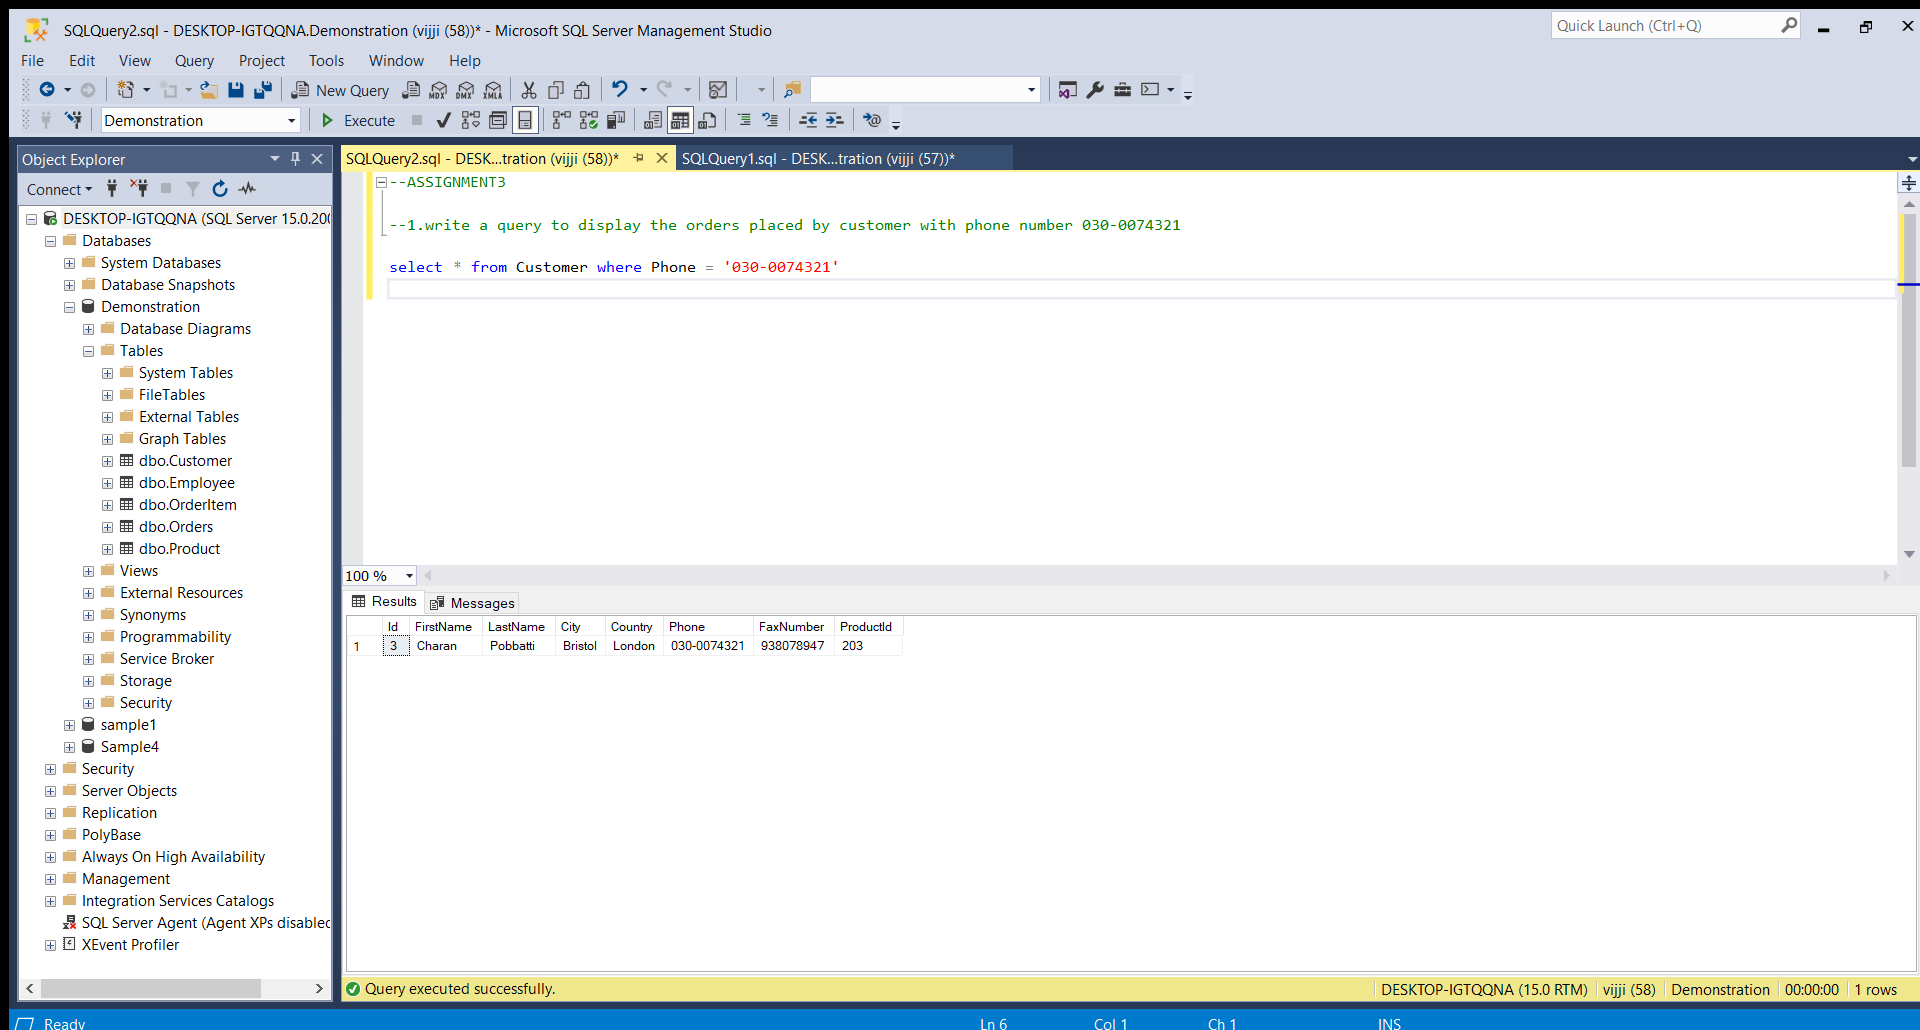 SQLQuery2.sql - DESKTOP-IGTQQNA.Demonstration (vijji (58))* - Microsoft SQL Server Management Studio
Quick Launch (Ctrl+Q)
File Edit View Query Project Tools Window Help
New Query
MDX DMX XMLA
Demonstration
Execute
Object Explorer
SQLQuery2.sql - DESK...tration (vijji (58))*
SQLQuery1.sql - DESK...tration (vijji (57))*
Connect
DESKTOP-IGTQQNA (SQL Server 15.0.200
Databases
System Databases
Database Snapshots
Demonstration
Database Diagrams
Tables
System Tables
FileTables
External Tables
Graph Tables
dbo.Customer
dbo.Employee
dbo.OrderItem
dbo.Orders
dbo.Product
Views
External Resources
Synonyms
Programmability
Service Broker
Storage
Security
sample1
Sample4
Security
Server Objects
Replication
PolyBase
Always On High Availability
Management
Integration Services Catalogs
SQL Server Agent (Agent XPs disabled
XEvent Profiler
--ASSIGNMENT3
--1.write a query to display the orders placed by customer with phone number 030-0074321
select * from Customer where Phone = '030-0074321'
100 %
Results Messages
Id FirstName LastName City Country Phone FaxNumber ProductId
1 3 Charan Pobbatti Bristol London 030-0074321 938078947 203
Query executed successfully.
DESKTOP-IGTQQNA (15.0 RTM) vijji (58) Demonstration 00:00:00 1 rows
Ready Ln 6 Col 1 Ch 1 INS